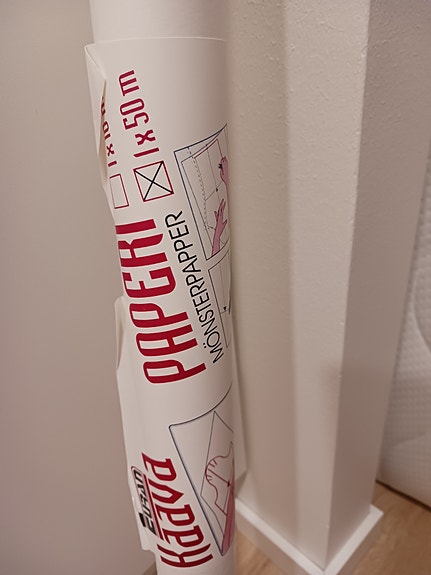 Kaava
PAPERI
MÖNSTERPAPPER
1 x 50 m